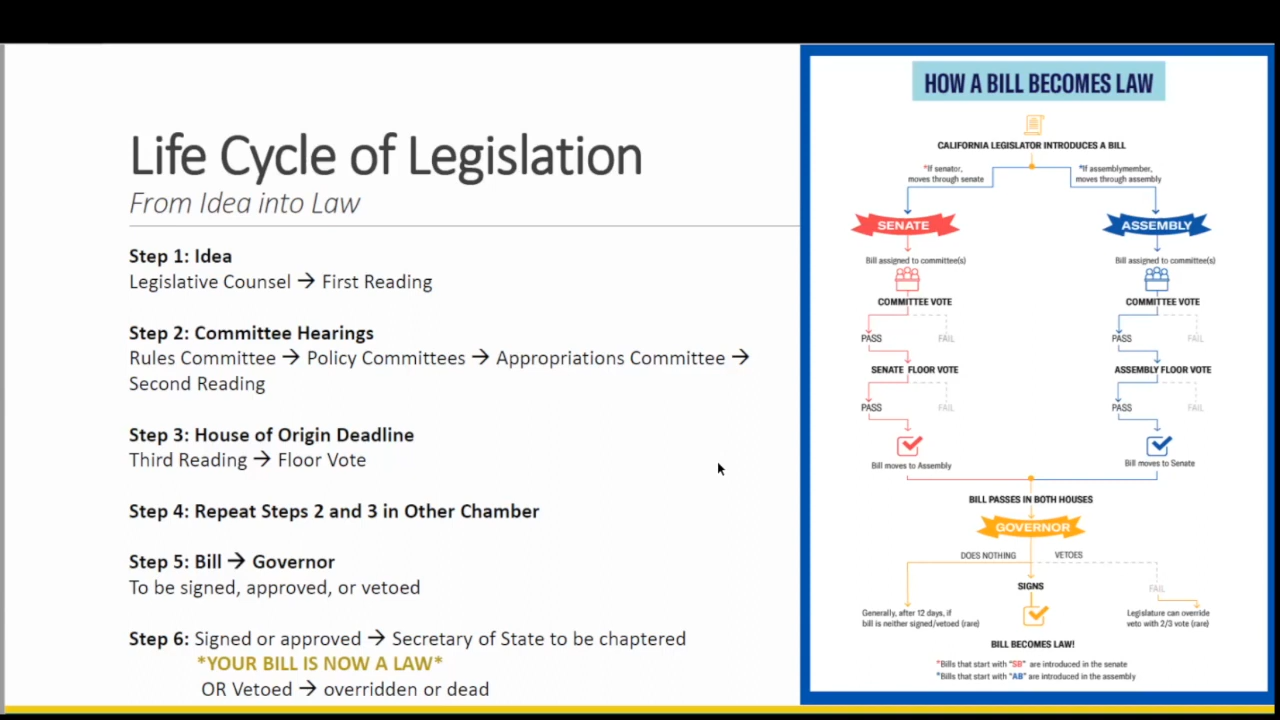 Life Cycle of Legislation
From Idea into Law
Step 1: Idea
Legislative Counsel → First Reading
Step 2: Committee Hearings
Rules Committee → Policy Committees → Appropriations Committee →
Second Reading
Step 3: House of Origin Deadline
Third Reading → Floor Vote
Step 4: Repeat Steps 2 and 3 in Other Chamber
Step 5: Bill → Governor
To be signed, approved, or vetoed
Step 6: Signed or approved → Secretary of State to be chaptered
*YOUR BILL IS NOW A LAW*
OR Vetoed → overridden or dead
HOW A BILL BECOMES LAW
CALIFORNIA LEGISLATOR INTRODUCES A BILL
*If senator,
moves through senate
*If assemblymember,
moves through assembly
SENATE
Bill assigned to committee(s)
COMMITTEE VOTE
PASS
FAIL
SENATE FLOOR VOTE
PASS
FAIL
Bill moves to Assembly
ASSEMBLY
Bill assigned to committee(s)
COMMITTEE VOTE
PASS
FAIL
ASSEMBLY FLOOR VOTE
PASS
FAIL
Bill moves to Senate
BILL PASSES IN BOTH HOUSES
GOVERNOR
DOES NOTHING
VETOES
SIGNS
FAIL
Generally, after 12 days, if
bill is neither signed/vetoed (rare)
Legislature can override
veto with 2/3 vote (rare)
BILL BECOMES LAW!
*Bills that start with "SB" are introduced in the senate
*Bills that start with "AB" are introduced in the assembly